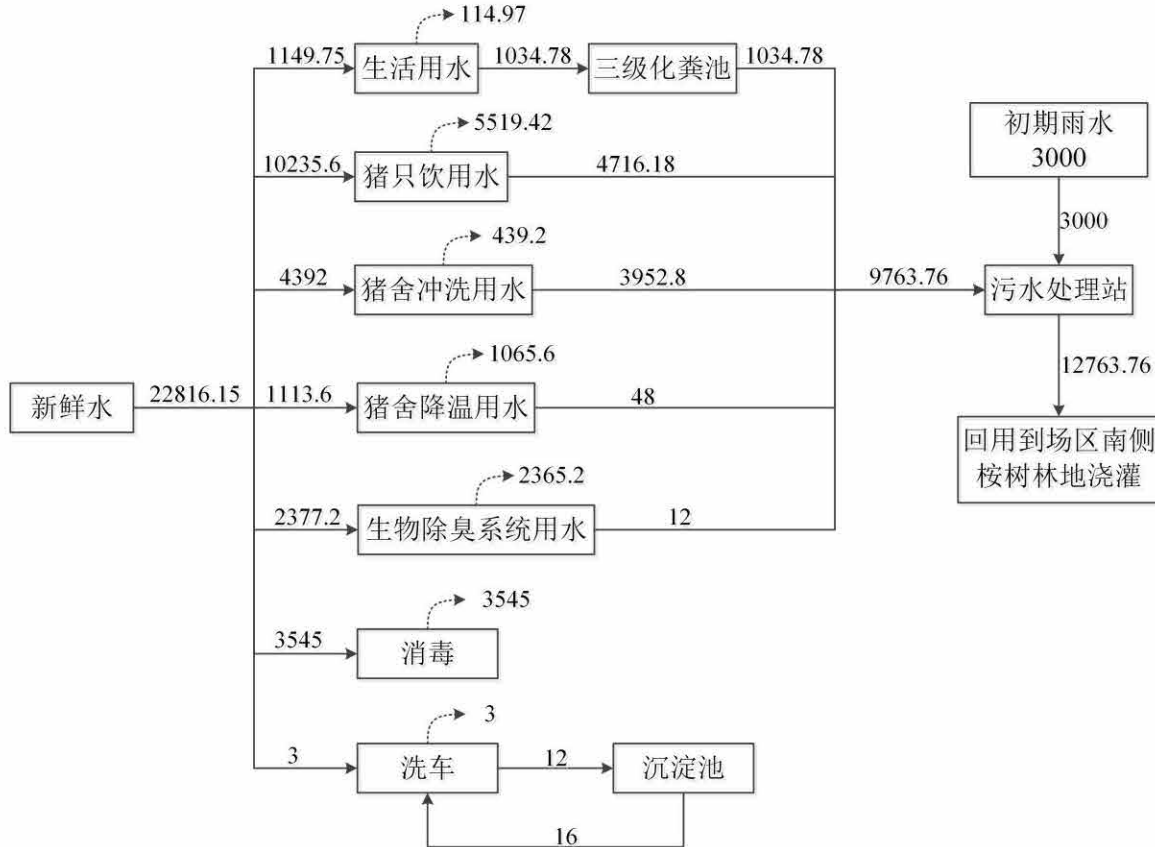 114.97
1149.75
生活用水
1034.78
三级化粪池
1034.78
5519.42
10235.6
猪只饮用水
4716.18
初期雨水
3000
3000
439.2
4392
猪舍冲洗用水
3952.8
9763.76
污水处理站
12763.76
1065.6
新鲜水
22816.15
1113.6
猪舍降温用水
48
回用到场区南侧
桉树林地浇灌
2365.2
2377.2
生物除臭系统用水
12
3545
3545
消毒
3
3
洗车
12
沉淀池
16